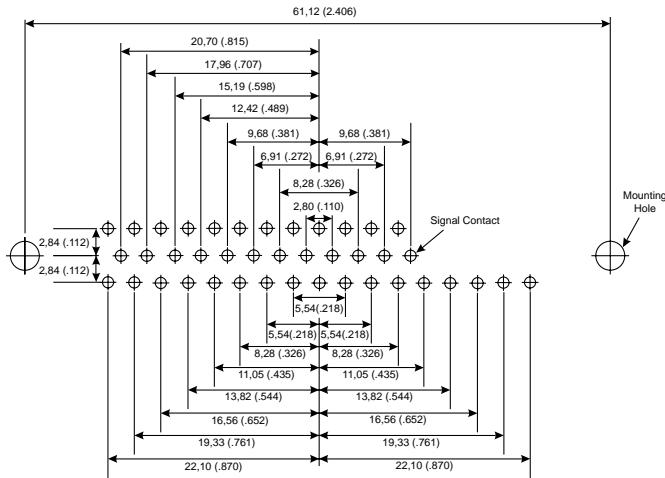 61,12 (2.406)
20,70 (.815)
17,96 (.707)
15,19 (.598)
12,42 (.489)
9,68 (.381) 9,68 (.381)
6,91 (.272) 6,91 (.272)
8,28 (.326)
2,80 (.110)
Mounting
Hole
Signal Contact
2,84 (.112)
2,84 (.112)
5,54 (.218)
5,54(.218) 5,54(.218)
8,28 (.326) 8,28 (.326)
11,05 (.435) 11,05 (.435)
13,82 (.544) 13,82 (.544)
16,56 (.652) 16,56 (.652)
19,33 (.761) 19,33 (.761)
22,10 (.870) 22,10 (.870)